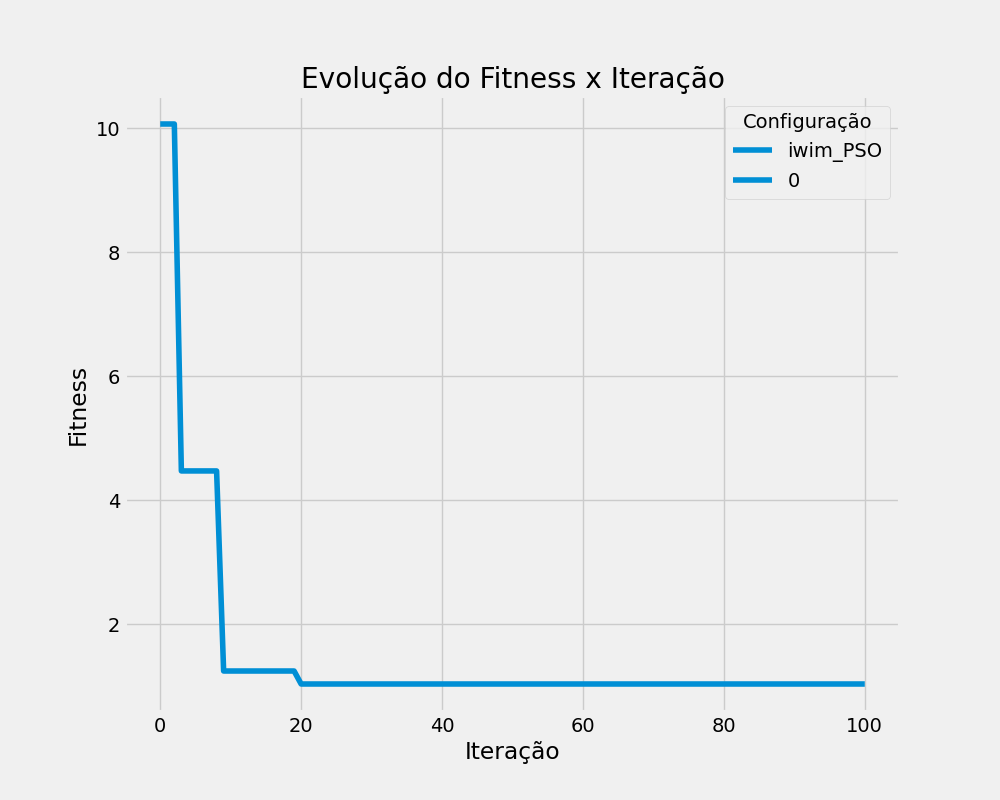 Evolução do Fitness x Iteração
Configuração
iwim_PSO
0
10
8
6
4
2
Fitness
0 20 40 60 80 100
Iteração